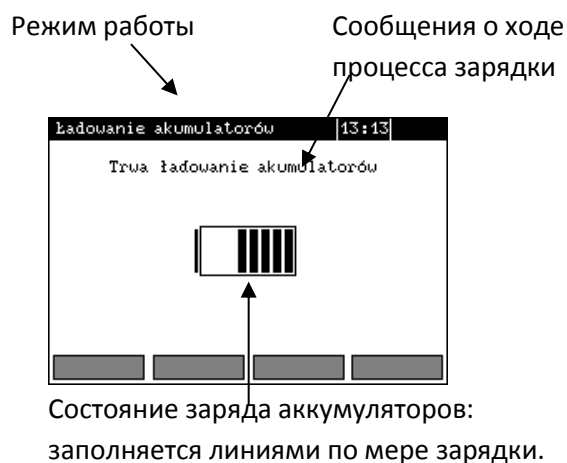 Режим работы
Сообщения о ходе
процесса зарядки
Ładowanie akumulatorów 13:13
Trwa ładowanie akumulatorów
Состояние заряда аккумуляторов:
заполняется линиями по мере зарядки.